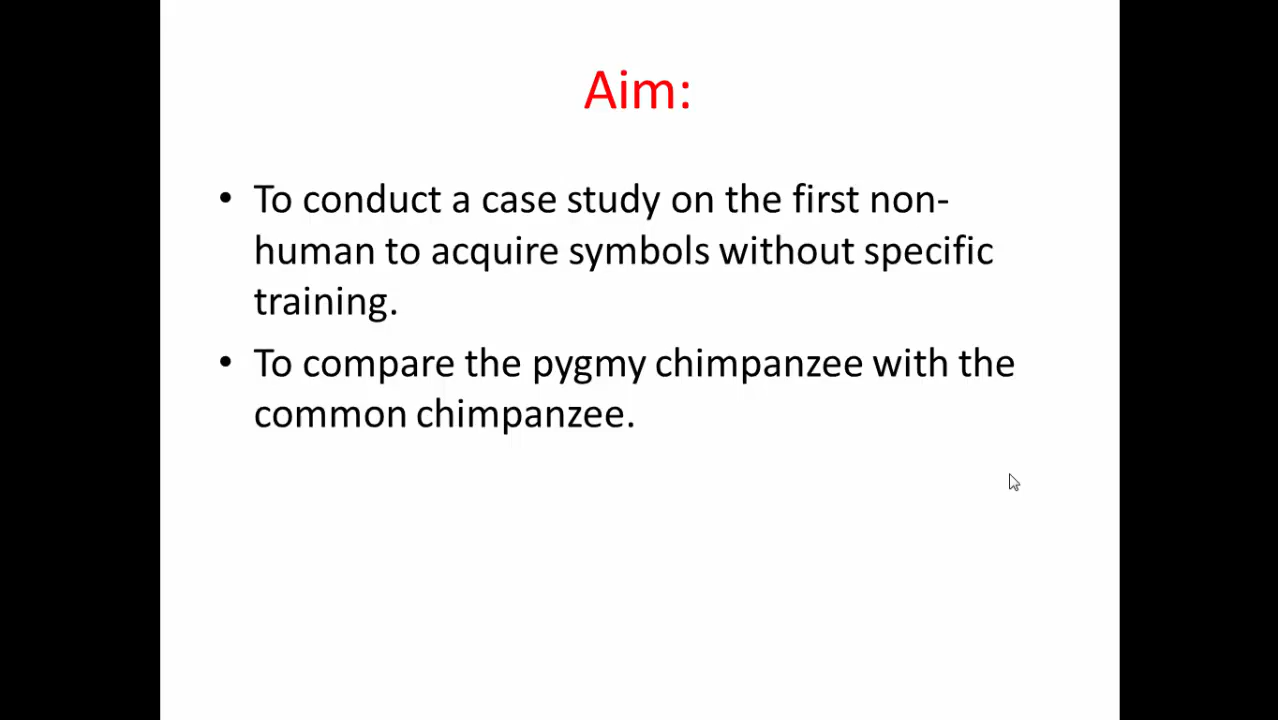 Aim:
• To conduct a case study on the first non-
human to acquire symbols without specific
training.
• To compare the pygmy chimpanzee with the
common chimpanzee.